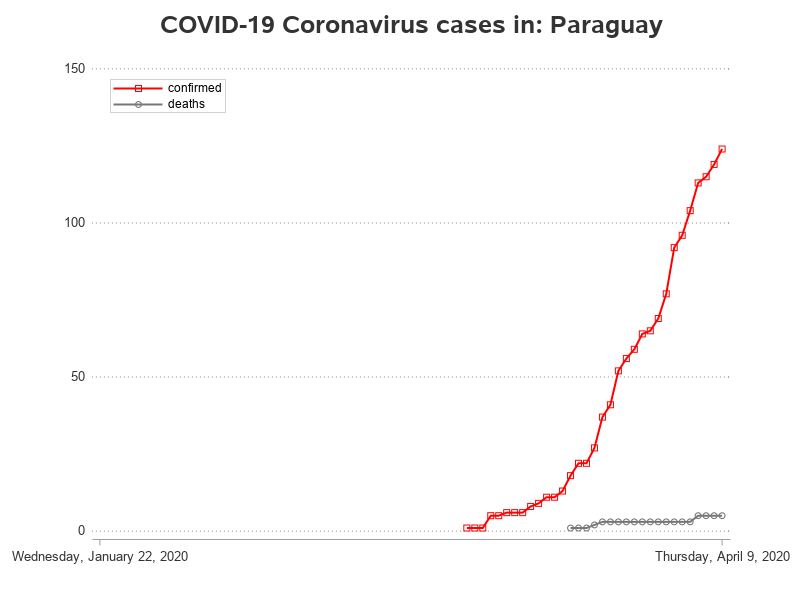 COVID-19 Coronavirus cases in: Paraguay
150
confirmed
deaths
100
50
0
Wednesday, January 22, 2020 Thursday, April 9, 2020